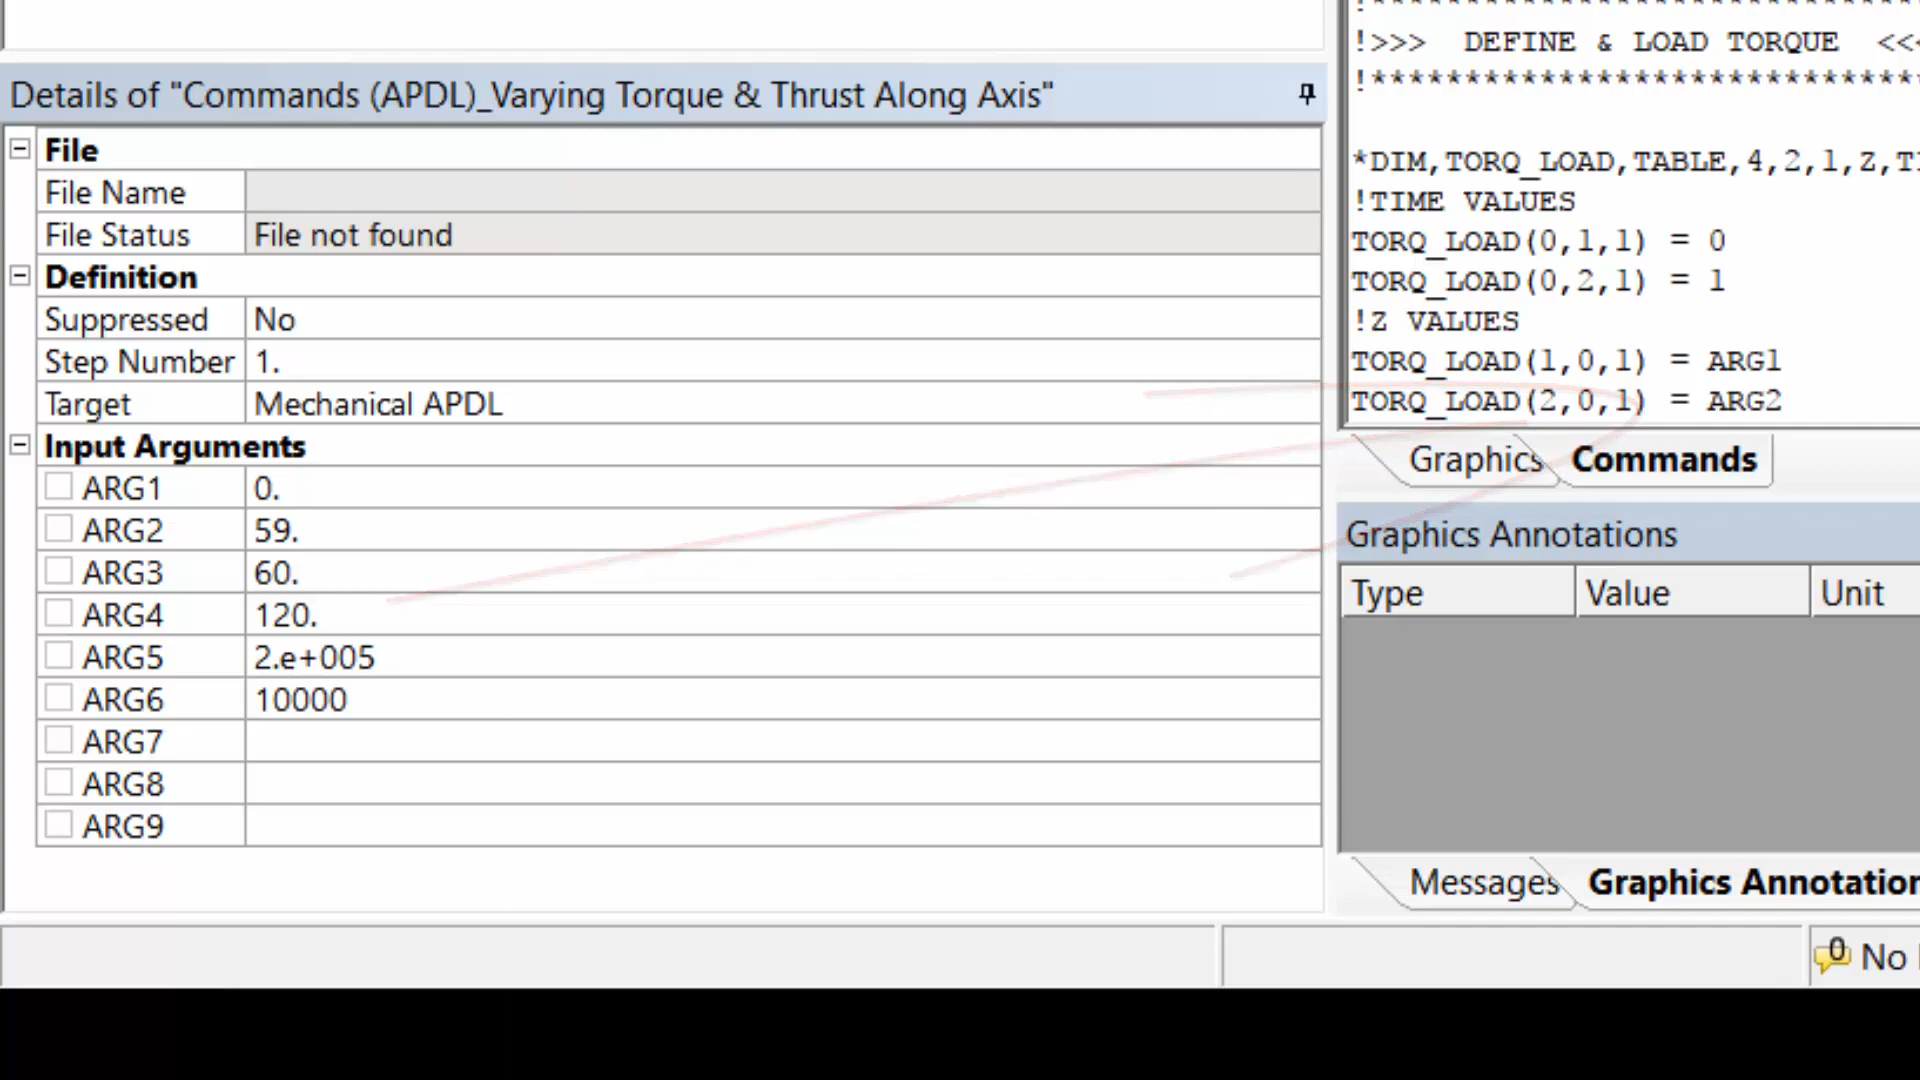 Details of "Commands (APDL)_Varying Torque & Thrust Along Axis"
File
File Name
File Status File not found
Definition
Suppressed No
Step Number 1.
Target Mechanical APDL
Input Arguments
ARG1 0.
ARG2 59.
ARG3 60.
ARG4 120.
ARG5 2.e+005
ARG6 10000
ARG7
ARG8
ARG9
!>>> DEFINE & LOAD TORQUE <<<
!******************************
*DIM,TORQ_LOAD,TABLE,4,2,1,Z,
!TIME VALUES
TORQ_LOAD(0,1,1) = 0
TORQ_LOAD(0,2,1) = 1
!Z VALUES
TORQ_LOAD(1,0,1) = ARG1
TORQ_LOAD(2,0,1) = ARG2
Graphics Commands
Graphics Annotations
Type Value Unit
Messages Graphics Annotation
0 No